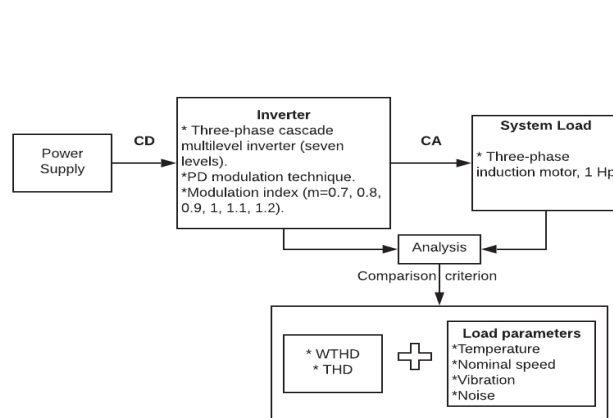 Power
Supply
CD
Inverter
* Three-phase cascade
multilevel inverter (seven
levels).
*PD modulation technique.
*Modulation index (m=0.7, 0.8,
0.9, 1, 1.1, 1.2).
CA
System Load
* Three-phase
induction motor, 1 Hp
Analysis
Comparison criterion
* WTHD
* THD
Load parameters
*Temperature
*Nominal speed
*Vibration
*Noise